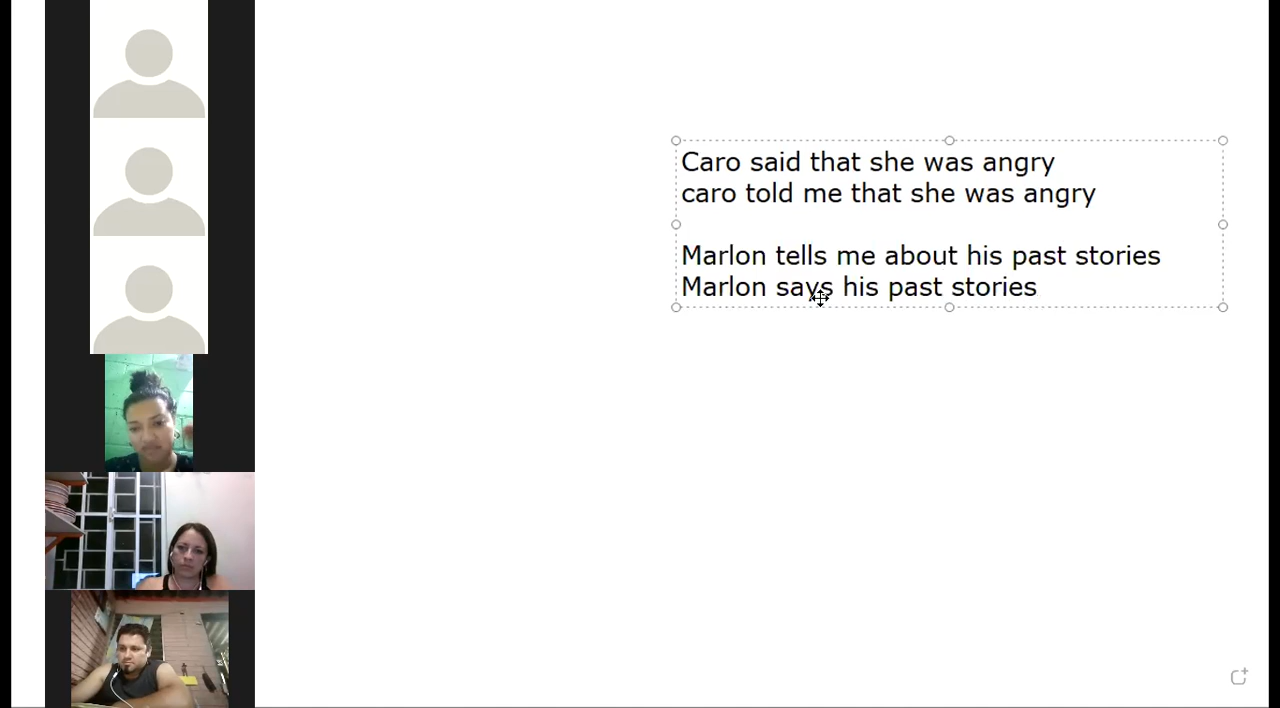 Caro said that she was angry
caro told me that she was angry
Marlon tells me about his past stories
Marlon says his past stories